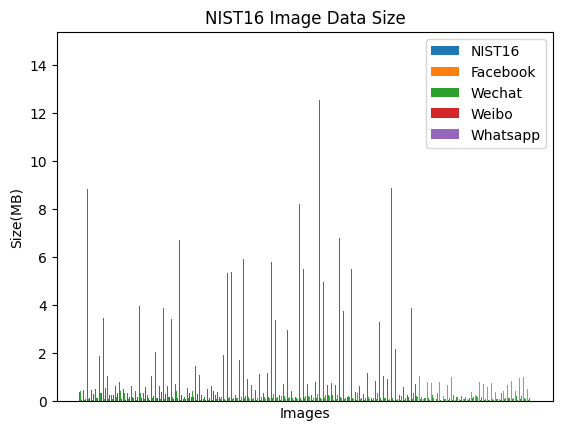 NIST16 Image Data Size
NIST16
Facebook
Wechat
Weibo
Whatsapp
14
12
10
8
6
4
2
0
Size(MB)
Images